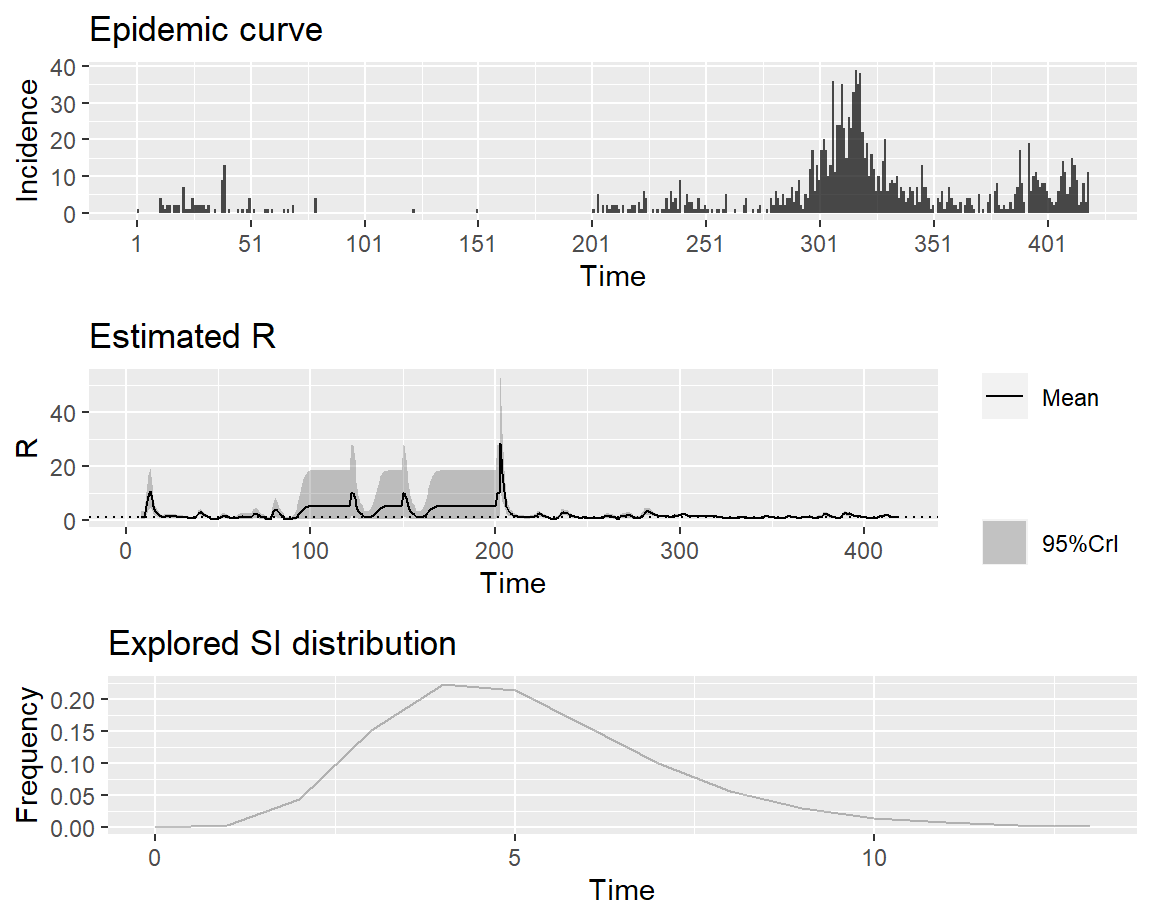 Epidemic curve
Incidence
40
30
20
10
0
1 51 101 151 201 251 301 351 401
Time
Estimated R
R
40
20
0
0 100 200 300 400
Time
Mean
95%CrI
Explored SI distribution
Frequency
0.20
0.15
0.10
0.05
0.00
0 5 10
Time